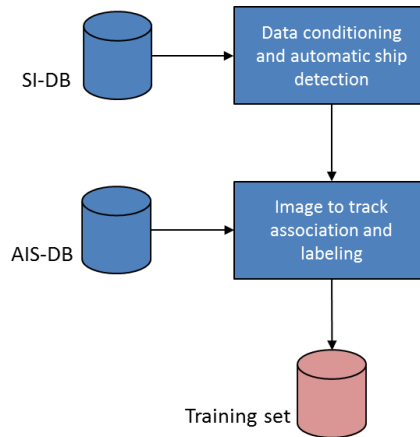 Data conditioning
and automatic ship
detection
SI-DB
Image to track
association and
labeling
AIS-DB
Training set